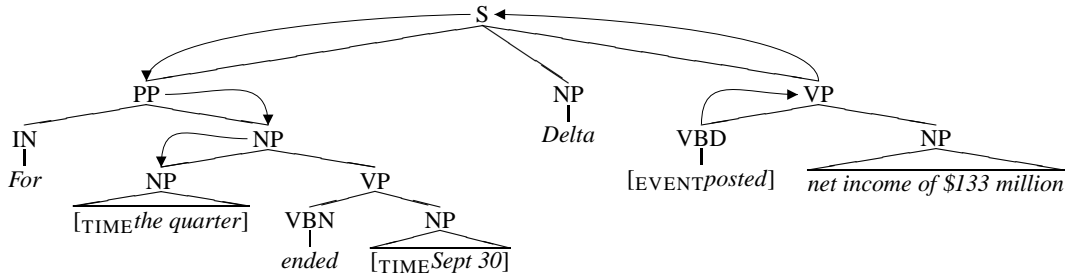 S
PP NP VP
IN NP Delta VBD NP
For NP VP [EVENTposted] net income of $133 million
[TIMEthe quarter] VBN NP
ended [TIMESept 30]